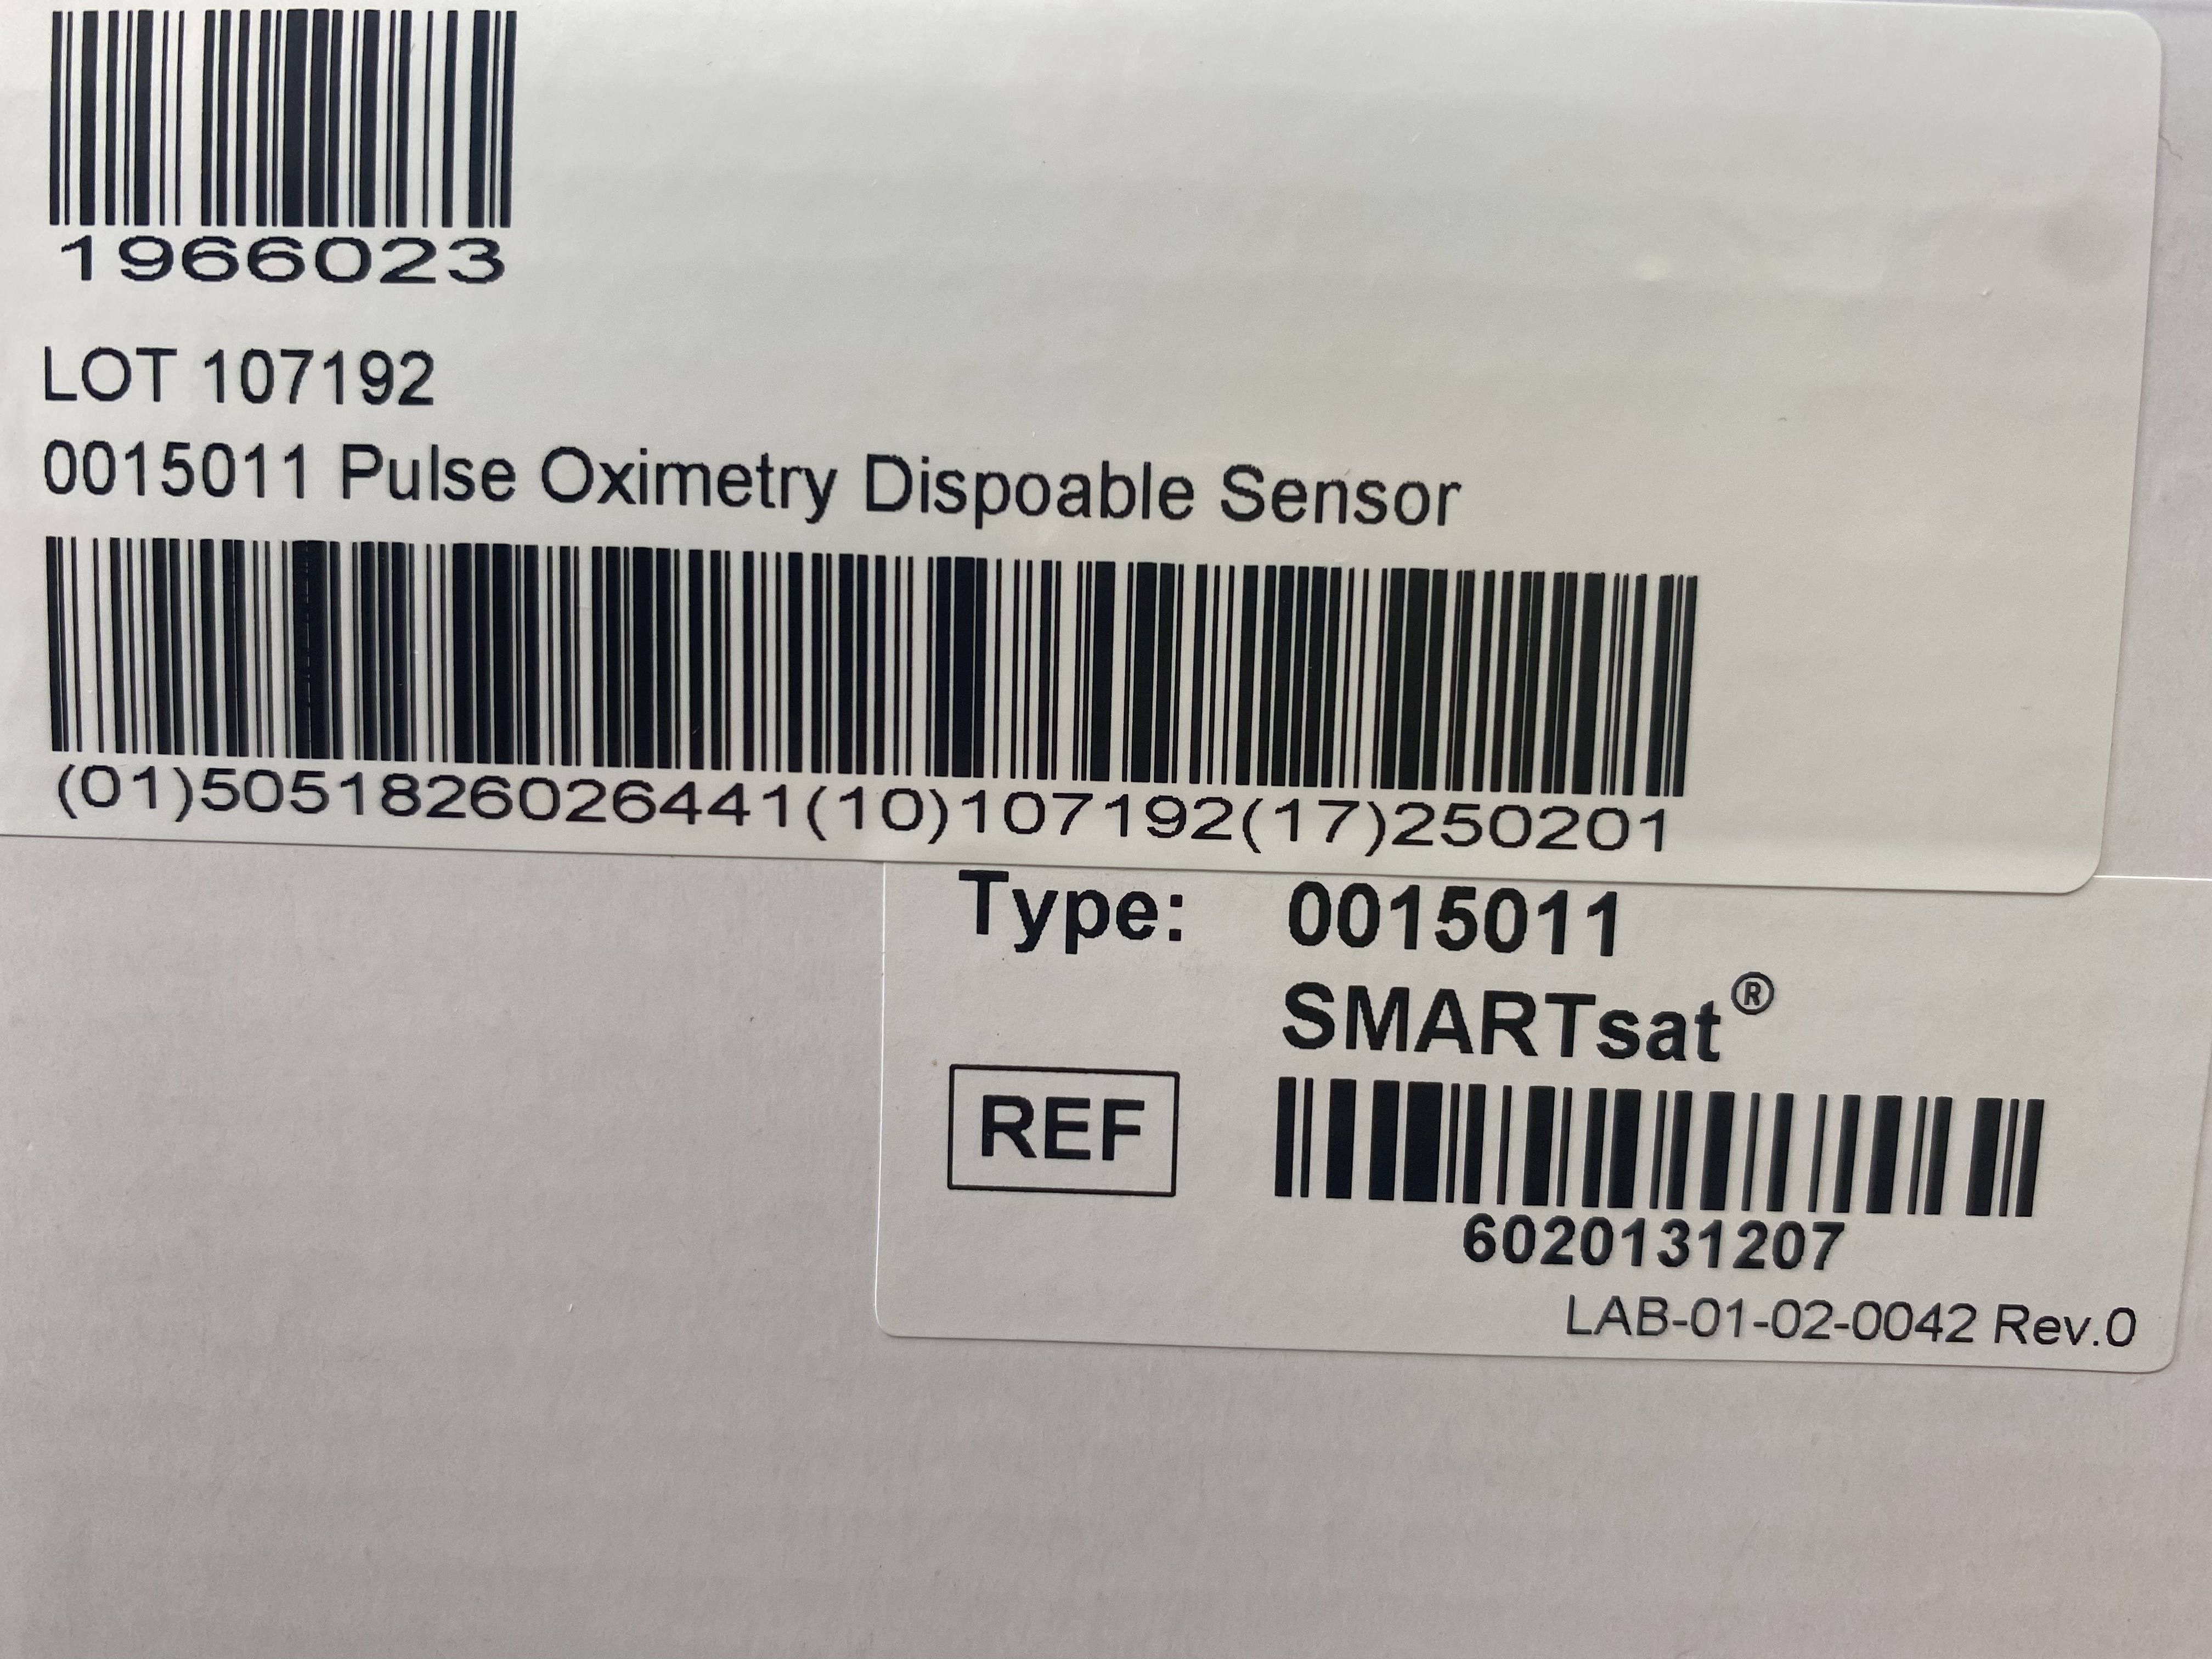 1966023
LOT 107192
0015011 Pulse Oximetry Dispoable Sensor
(01)5051826026441(10)107192(17)250201
Type: 0015011
SMARTsat®
REF
6020131207
LAB-01-02-0042 Rev.0